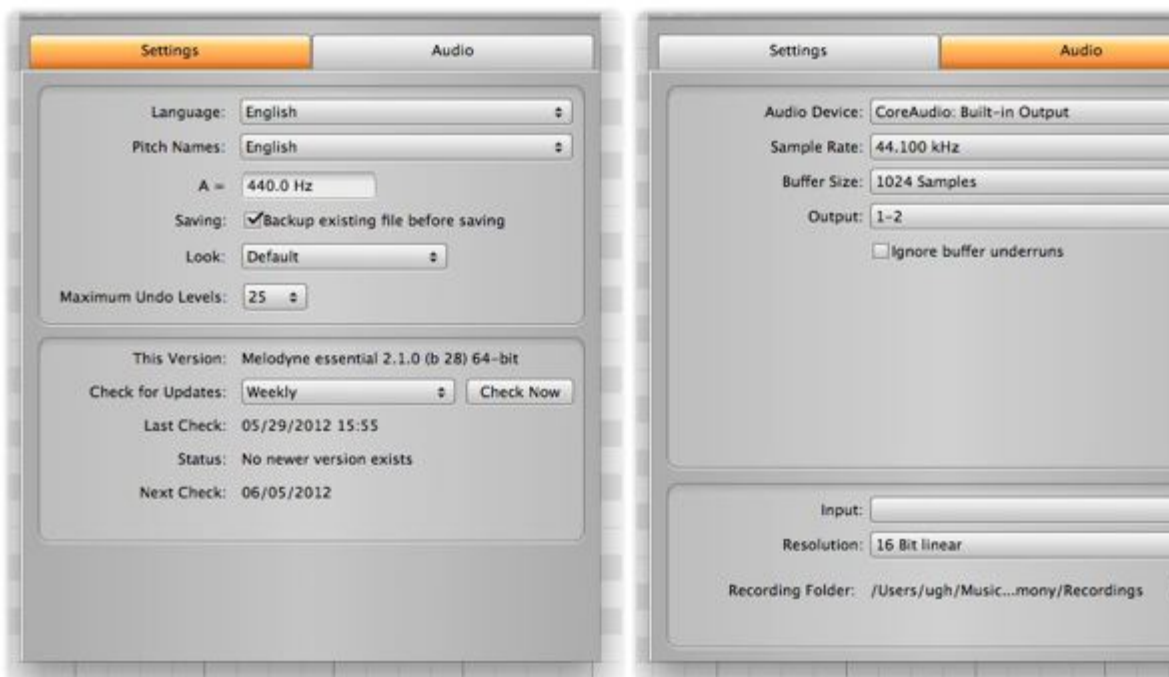 Settings
Audio
Language: English
Pitch Names: English
A = 440.0 Hz
Saving: Backup existing file before saving
Look: Default
Maximum Undo Levels: 25
This Version: Melodyne essential 2.1.0 (b 28) 64-bit
Check for Updates: Weekly Check Now
Last Check: 05/29/2012 15:55
Status: No newer version exists
Next Check: 06/05/2012
Settings
Audio
Audio Device: CoreAudio: Built-in Output
Sample Rate: 44.100 kHz
Buffer Size: 1024 Samples
Output: 1-2
Ignore buffer underruns
Input:
Resolution: 16 Bit linear
Recording Folder: /Users/ugh/Music...mony/Recordings